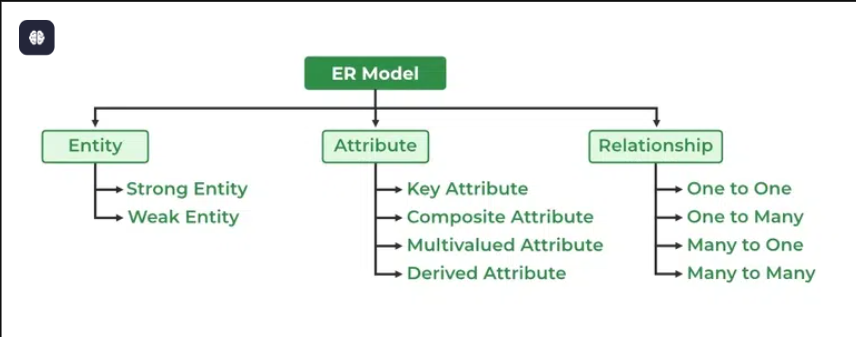 ER Model
Entity
Attribute
Relationship
Strong Entity
Weak Entity
Key Attribute
Composite Attribute
Multivalued Attribute
Derived Attribute
One to One
One to Many
Many to One
Many to Many